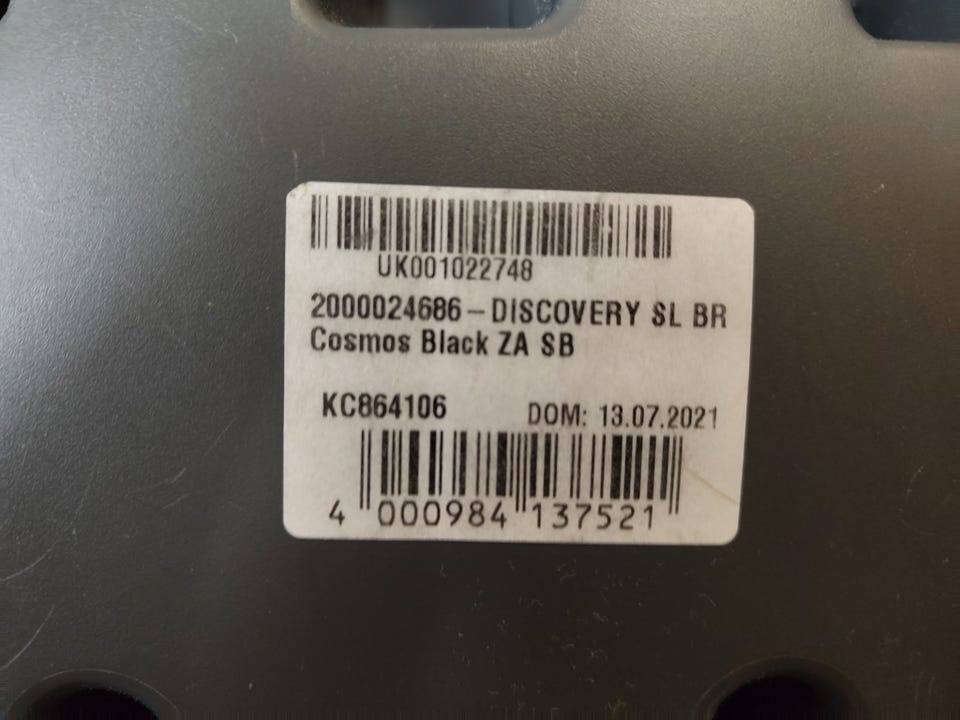 UK001022748
2000024686-DISCOVERY SL BR
Cosmos Black ZA SB
KC864106 DOM: 13.07.2021
4 000984 137521